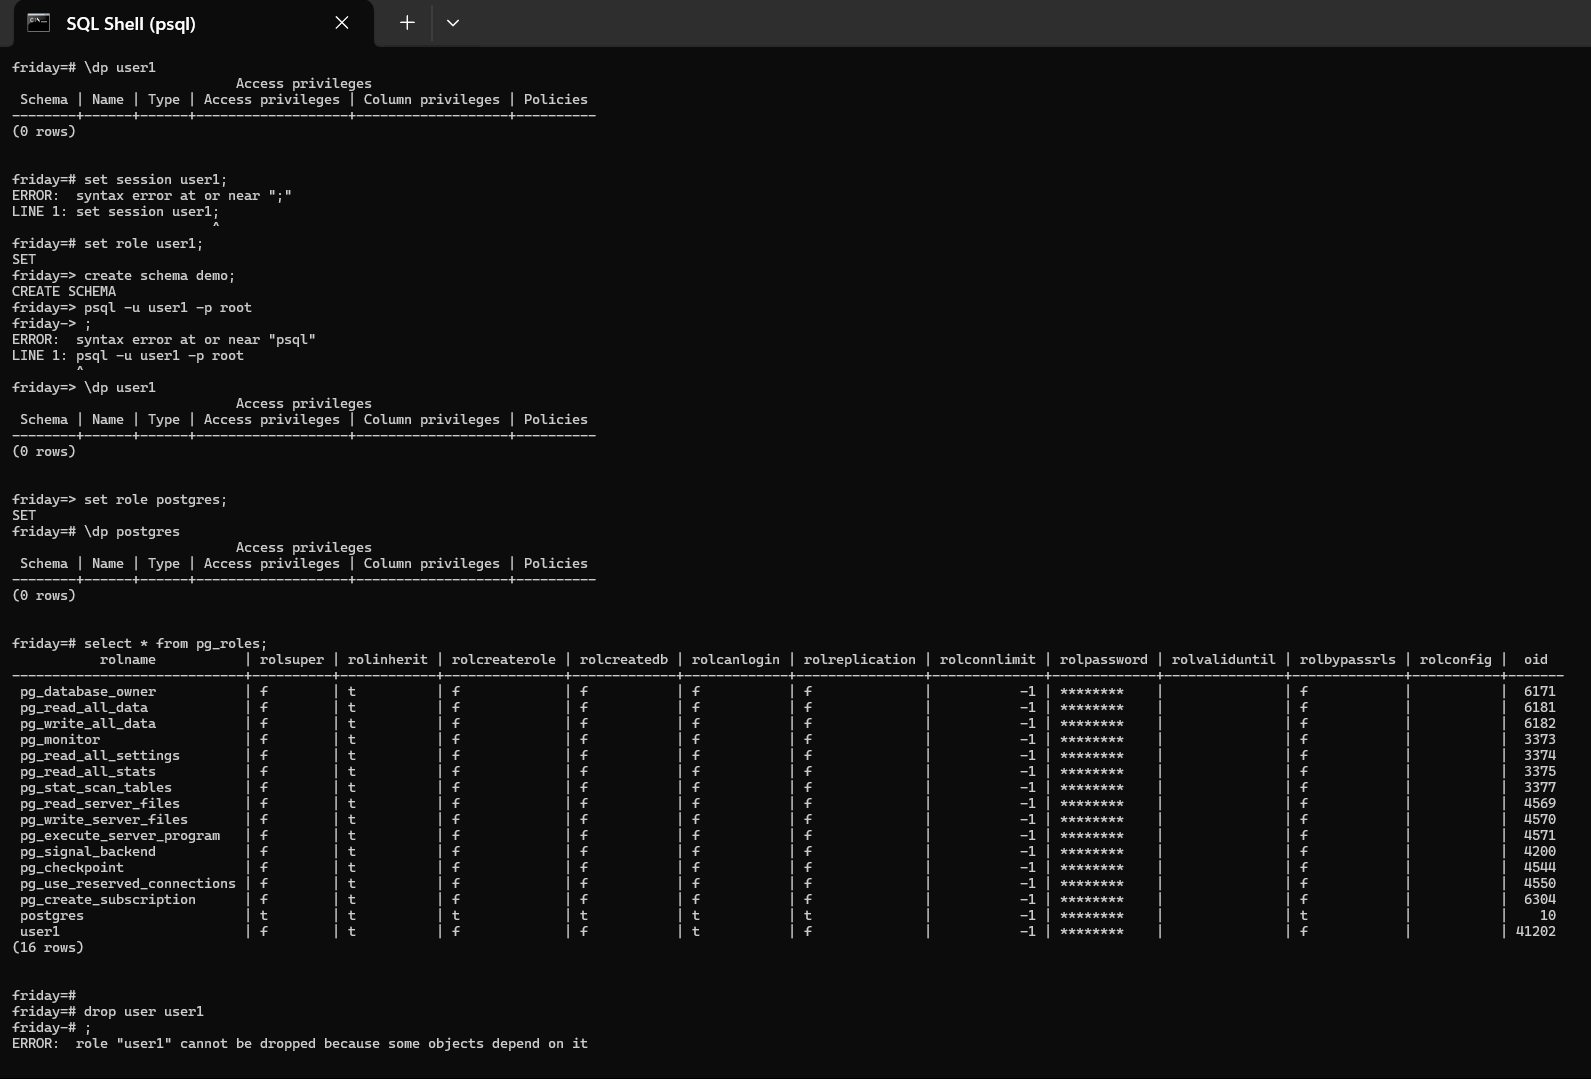 SQL Shell (psql)
friday=# \dp user1
                            Access privileges
 Schema | Name | Type | Access privileges | Column privileges | Policies
--------+------+------+-------------------+-------------------+----------
(0 rows)
friday=# set session user1;
ERROR:  syntax error at or near ";"
LINE 1: set session user1;
                         ^
friday=# set role user1;
SET
friday=> create schema demo;
CREATE SCHEMA
friday=> psql -u user1 -p root
friday-> ;
ERROR:  syntax error at or near "psql"
LINE 1: psql -u user1 -p root
        ^
friday=> \dp user1
                            Access privileges
 Schema | Name | Type | Access privileges | Column privileges | Policies
--------+------+------+-------------------+-------------------+----------
(0 rows)
friday=> set role postgres;
SET
friday=# \dp postgres
                            Access privileges
 Schema | Name | Type | Access privileges | Column privileges | Policies
--------+------+------+-------------------+-------------------+----------
(0 rows)
friday=# select * from pg_roles;
           rolname           | rolsuper | rolinherit | rolcreaterole | rolcreatedb | rolcanlogin | rolreplication | rolconnlimit | rolpassword | rolvaliduntil | rolbypassrls | rolconfig |  oid
-----------------------------+----------+------------+---------------+-------------+-------------+----------------+--------------+-------------+---------------+--------------+-----------+-------
 pg_database_owner           | f        | t          | f             | f           | f           | f              |           -1 | ********    |               | f            |           |  6171
 pg_read_all_data            | f        | t          | f             | f           | f           | f              |           -1 | ********    |               | f            |           |  6181
 pg_write_all_data           | f        | t          | f             | f           | f           | f              |           -1 | ********    |               | f            |           |  6182
 pg_monitor                  | f        | t          | f             | f           | f           | f              |           -1 | ********    |               | f            |           |  3373
 pg_read_all_settings        | f        | t          | f             | f           | f           | f              |           -1 | ********    |               | f            |           |  3374
 pg_read_all_stats           | f        | t          | f             | f           | f           | f              |           -1 | ********    |               | f            |           |  3375
 pg_stat_scan_tables         | f        | t          | f             | f           | f           | f              |           -1 | ********    |               | f            |           |  3377
 pg_read_server_files        | f        | t          | f             | f           | f           | f              |           -1 | ********    |               | f            |           |  4569
 pg_write_server_files       | f        | t          | f             | f           | f           | f              |           -1 | ********    |               | f            |           |  4570
 pg_execute_server_program   | f        | t          | f             | f           | f           | f              |           -1 | ********    |               | f            |           |  4571
 pg_signal_backend           | f        | t          | f             | f           | f           | f              |           -1 | ********    |               | f            |           |  4200
 pg_checkpoint               | f        | t          | f             | f           | f           | f              |           -1 | ********    |               | f            |           |  4544
 pg_use_reserved_connections | f        | t          | f             | f           | f           | f              |           -1 | ********    |               | f            |           |  4550
 pg_create_subscription      | f        | t          | f             | f           | f           | f              |           -1 | ********    |               | f            |           |  6304
 postgres                    | t        | t          | t             | t           | t           | t              |           -1 | ********    |               | t            |           |    10
 user1                       | f        | t          | f             | f           | t           | f              |           -1 | ********    |               | f            |           | 41202
(16 rows)
friday=#
friday=# drop user user1
friday-# ;
ERROR:  role "user1" cannot be dropped because some objects depend on it